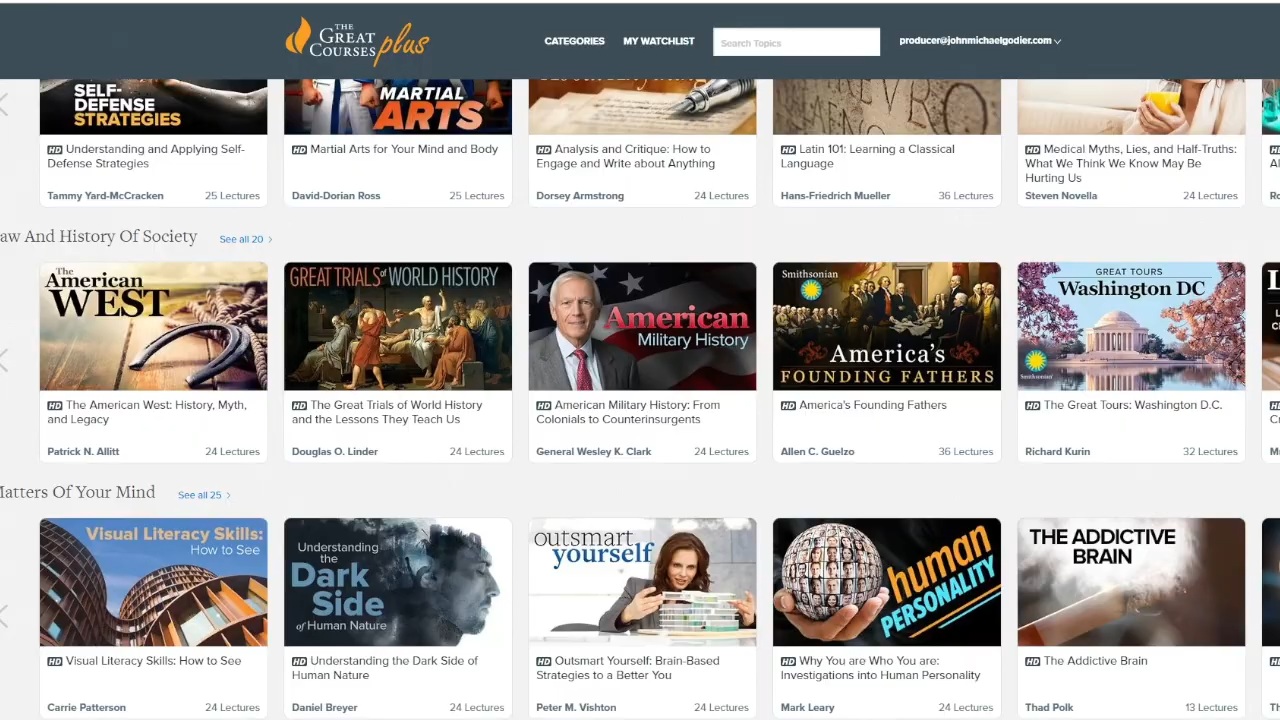 THE
GREAT
COURSES plus
CATEGORIES
MY WATCHLIST
Search Topics
producer@johnmichaelgodier.com
SELF-
DEFENSE
STRATEGIES
MARTIAL
ARTS
HD Understanding and Applying Self-
Defense Strategies
Tammy Yard-McCracken 25 Lectures
HD Martial Arts for Your Mind and Body
David-Dorian Ross 25 Lectures
HD Analysis and Critique: How to
Engage and Write about Anything
Dorsey Armstrong 24 Lectures
HD Latin 101: Learning a Classical
Language
Hans-Friedrich Mueller 36 Lectures
HD Medical Myths, Lies, and Half-Truths:
What We Think We Know May Be
Hurting Us
Steven Novella 24 Lectures
aw And History Of Society See all 20 >
The
American
WEST
GREAT TRIALS of WORLD HISTORY
American
Military History
Smithsonian
America's
FOUNDING FATHERS
GREAT TOURS
Washington DC
Smithsonian
HD The American West: History, Myth,
and Legacy
Patrick N. Allitt 24 Lectures
HD The Great Trials of World History
and the Lessons They Teach Us
Douglas O. Linder 24 Lectures
HD American Military History: From
Colonials to Counterinsurgents
General Wesley K. Clark 24 Lectures
HD America's Founding Fathers
Allen C. Guelzo 36 Lectures
HD The Great Tours: Washington D.C.
Richard Kurin 32 Lectures
Matters Of Your Mind See all 25 >
Visual Literacy Skills:
How to See
Understanding
the
Dark
Side
of Human Nature
outsmart
yourself
human
PERSONALITY
THE ADDICTIVE
BRAIN
HD Visual Literacy Skills: How to See
Carrie Patterson 24 Lectures
HD Understanding the Dark Side of
Human Nature
Daniel Breyer 24 Lectures
HD Outsmart Yourself: Brain-Based
Strategies to a Better You
Peter M. Vishton 24 Lectures
HD Why You are Who You are:
Investigations into Human Personality
Mark Leary 24 Lectures
HD The Addictive Brain
Thad Polk 13 Lectures